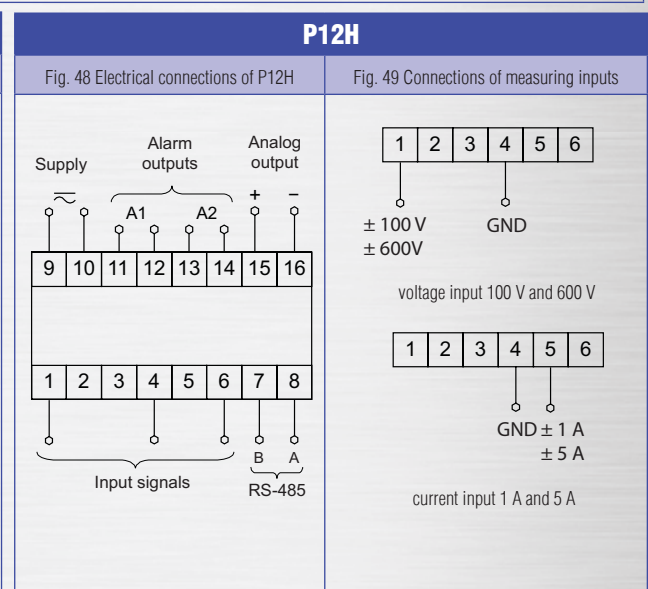 P12H
Fig. 48 Electrical connections of P12H
Fig. 49 Connections of measuring inputs
Supply
Alarm
outputs
Analog
output
A1 A2 + −
9 10 11 12 13 14 15 16
1 2 3 4 5 6 7 8
B A
Input signals
RS-485
1 2 3 4 5 6
± 100 V
± 600V
GND
voltage input 100 V and 600 V
1 2 3 4 5 6
GND ± 1 A
± 5 A
current input 1 A and 5 A